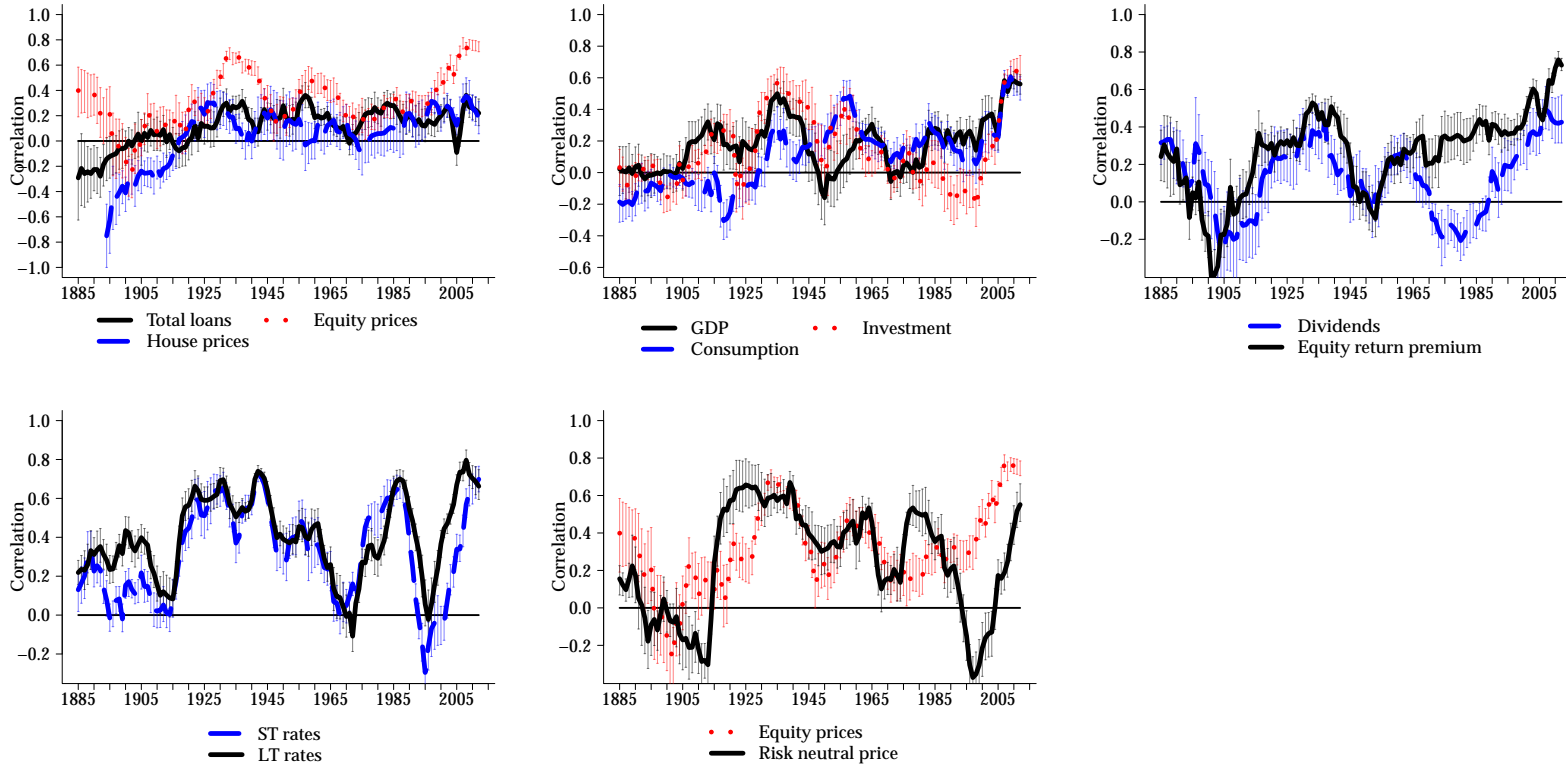 1.0
0.8
0.6
0.4
0.2
0.0
−0.2
−0.4
−0.6
−0.8
−1.0
Correlation
1885 1905 1925 1945 1965 1985 2005
Total loans
Equity prices
House prices
1.0
0.8
0.6
0.4
0.2
0.0
−0.2
−0.4
−0.6
Correlation
1885 1905 1925 1945 1965 1985 2005
GDP
Investment
Consumption
1.0
0.8
0.6
0.4
0.2
0.0
−0.2
Correlation
1885 1905 1925 1945 1965 1985 2005
Dividends
Equity return premium
1.0
0.8
0.6
0.4
0.2
0.0
−0.2
Correlation
1885 1905 1925 1945 1965 1985 2005
ST rates
LT rates
1.0
0.8
0.6
0.4
0.2
0.0
−0.2
Correlation
1885 1905 1925 1945 1965 1985 2005
Equity prices
Risk neutral price